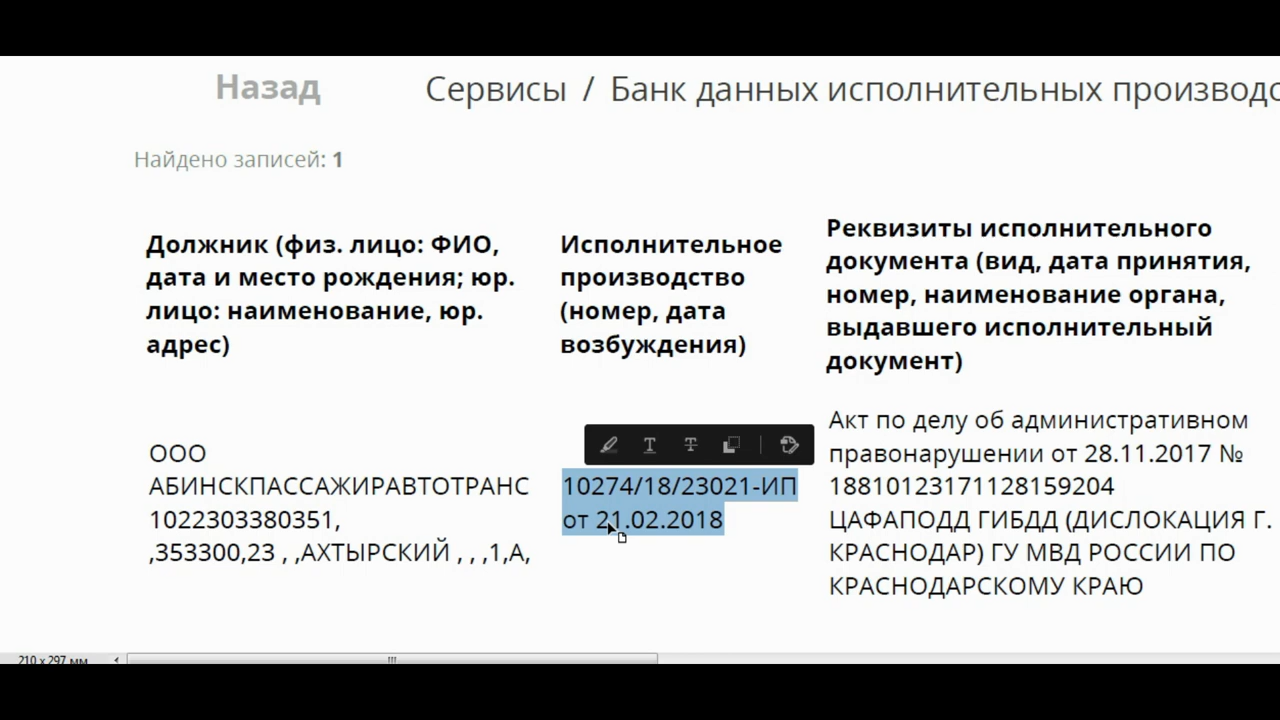 Назад
Сервисы / Банк данных исполнительных производс
Найдено записей: 1
Должник (физ. лицо: ФИО,
дата и место рождения; юр.
лицо: наименование, юр.
адрес)
Исполнительное
производство
(номер, дата
возбуждения)
Реквизиты исполнительного
документа (вид, дата принятия,
номер, наименование органа,
выдавшего исполнительный
документ)
ООО
АБИНСКПАССАЖИРАВТОТРАНС
1022303380351,
,353300,23 , ,АХТЫРСКИЙ , , ,1,А,
10274/18/23021-ИП
от 21.02.2018
Акт по делу об административном
правонарушении от 28.11.2017 №
18810123171128159204
ЦАФАПОДД ГИБДД (ДИСЛОКАЦИЯ Г.
КРАСНОДАР) ГУ МВД РОССИИ ПО
КРАСНОДАРСКОМУ КРАЮ
210 x 297 мм